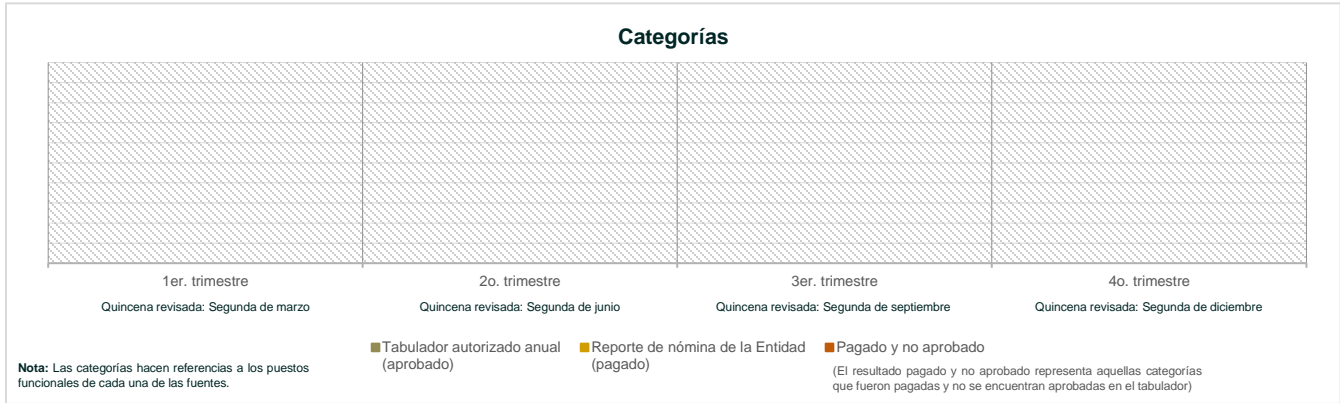 Categorías
1er. trimestre
2o. trimestre
3er. trimestre
4o. trimestre
Quincena revisada: Segunda de marzo
Quincena revisada: Segunda de junio
Quincena revisada: Segunda de septiembre
Quincena revisada: Segunda de diciembre
Tabulador autorizado anual
(aprobado)
Reporte de nómina de la Entidad
(pagado)
Pagado y no aprobado
(El resultado pagado y no aprobado representa aquellas categorías
que fueron pagadas y no se encuentran aprobadas en el tabulador)
Nota: Las categorías hacen referencias a los puestos
funcionales de cada una de las fuentes.